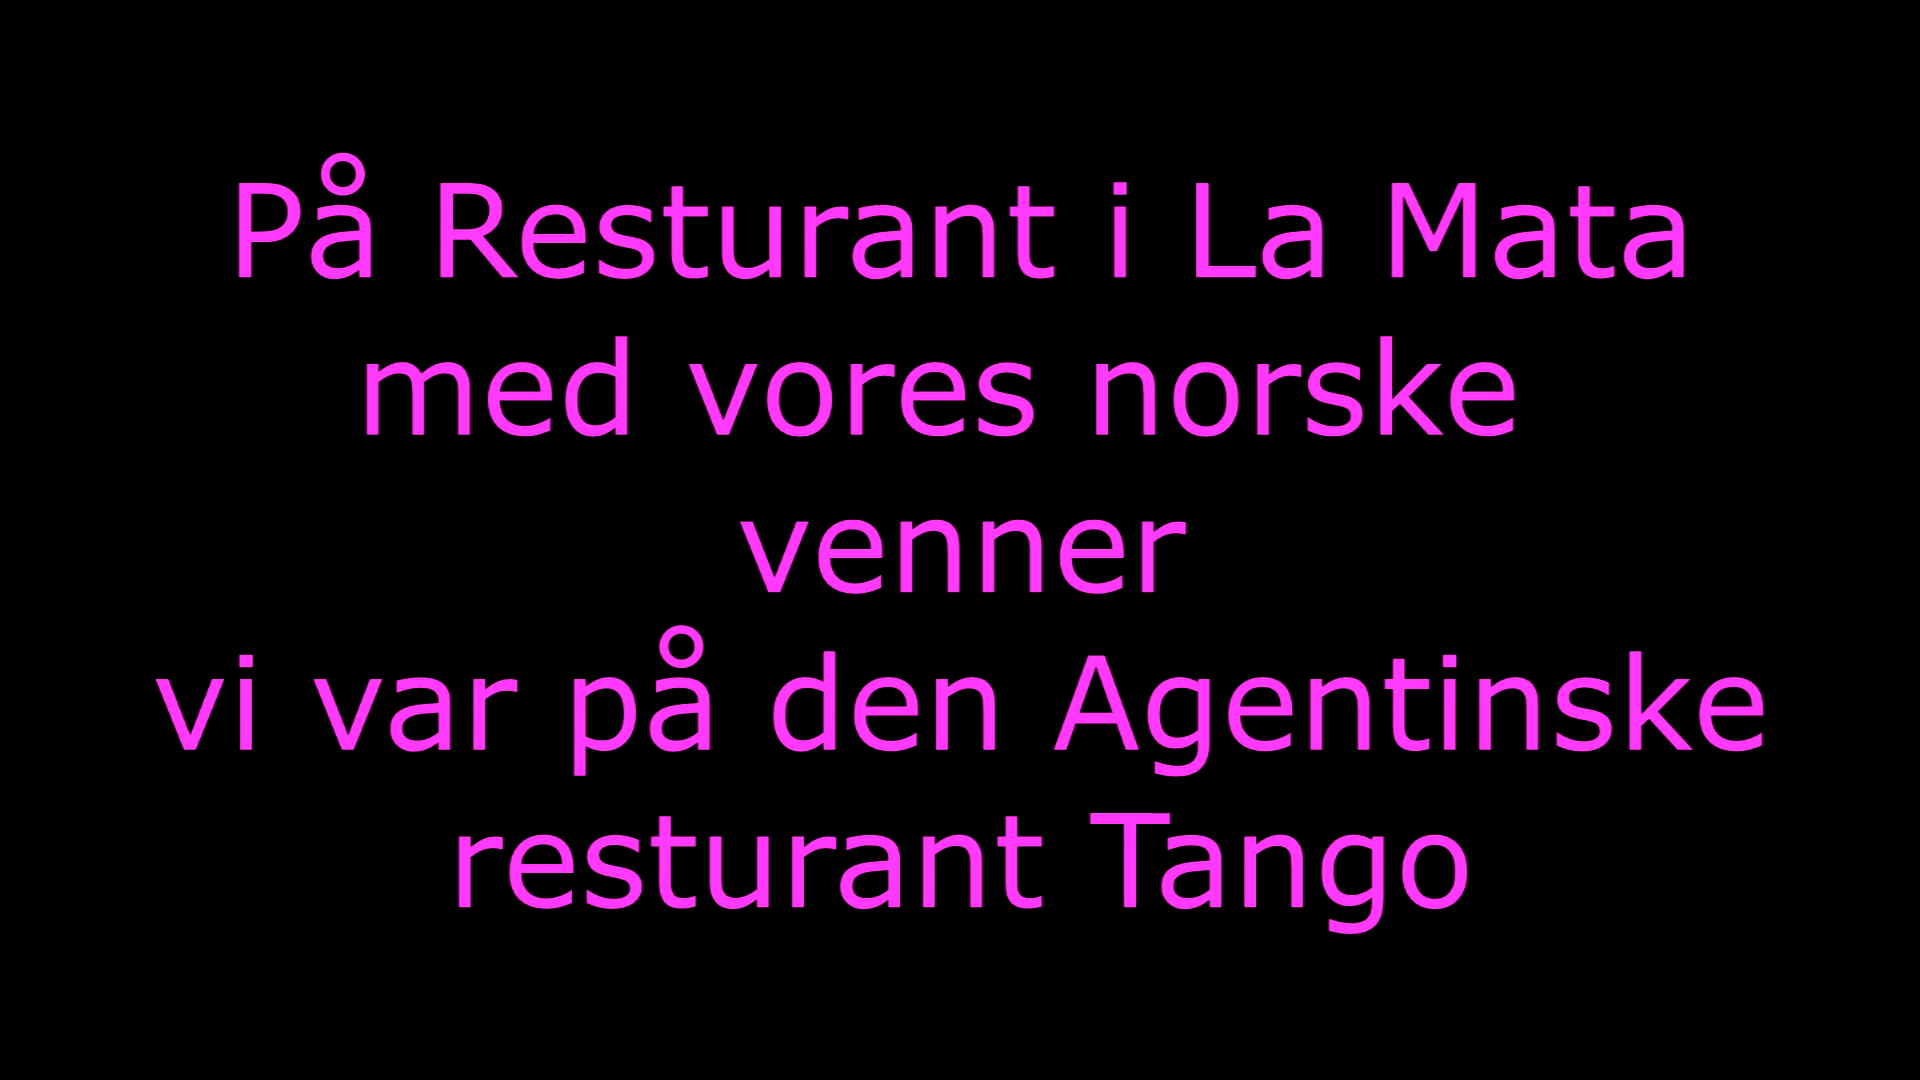 På Resturant i La Mata
med vores norske
venner
vi var på den Agentinske
resturant Tango